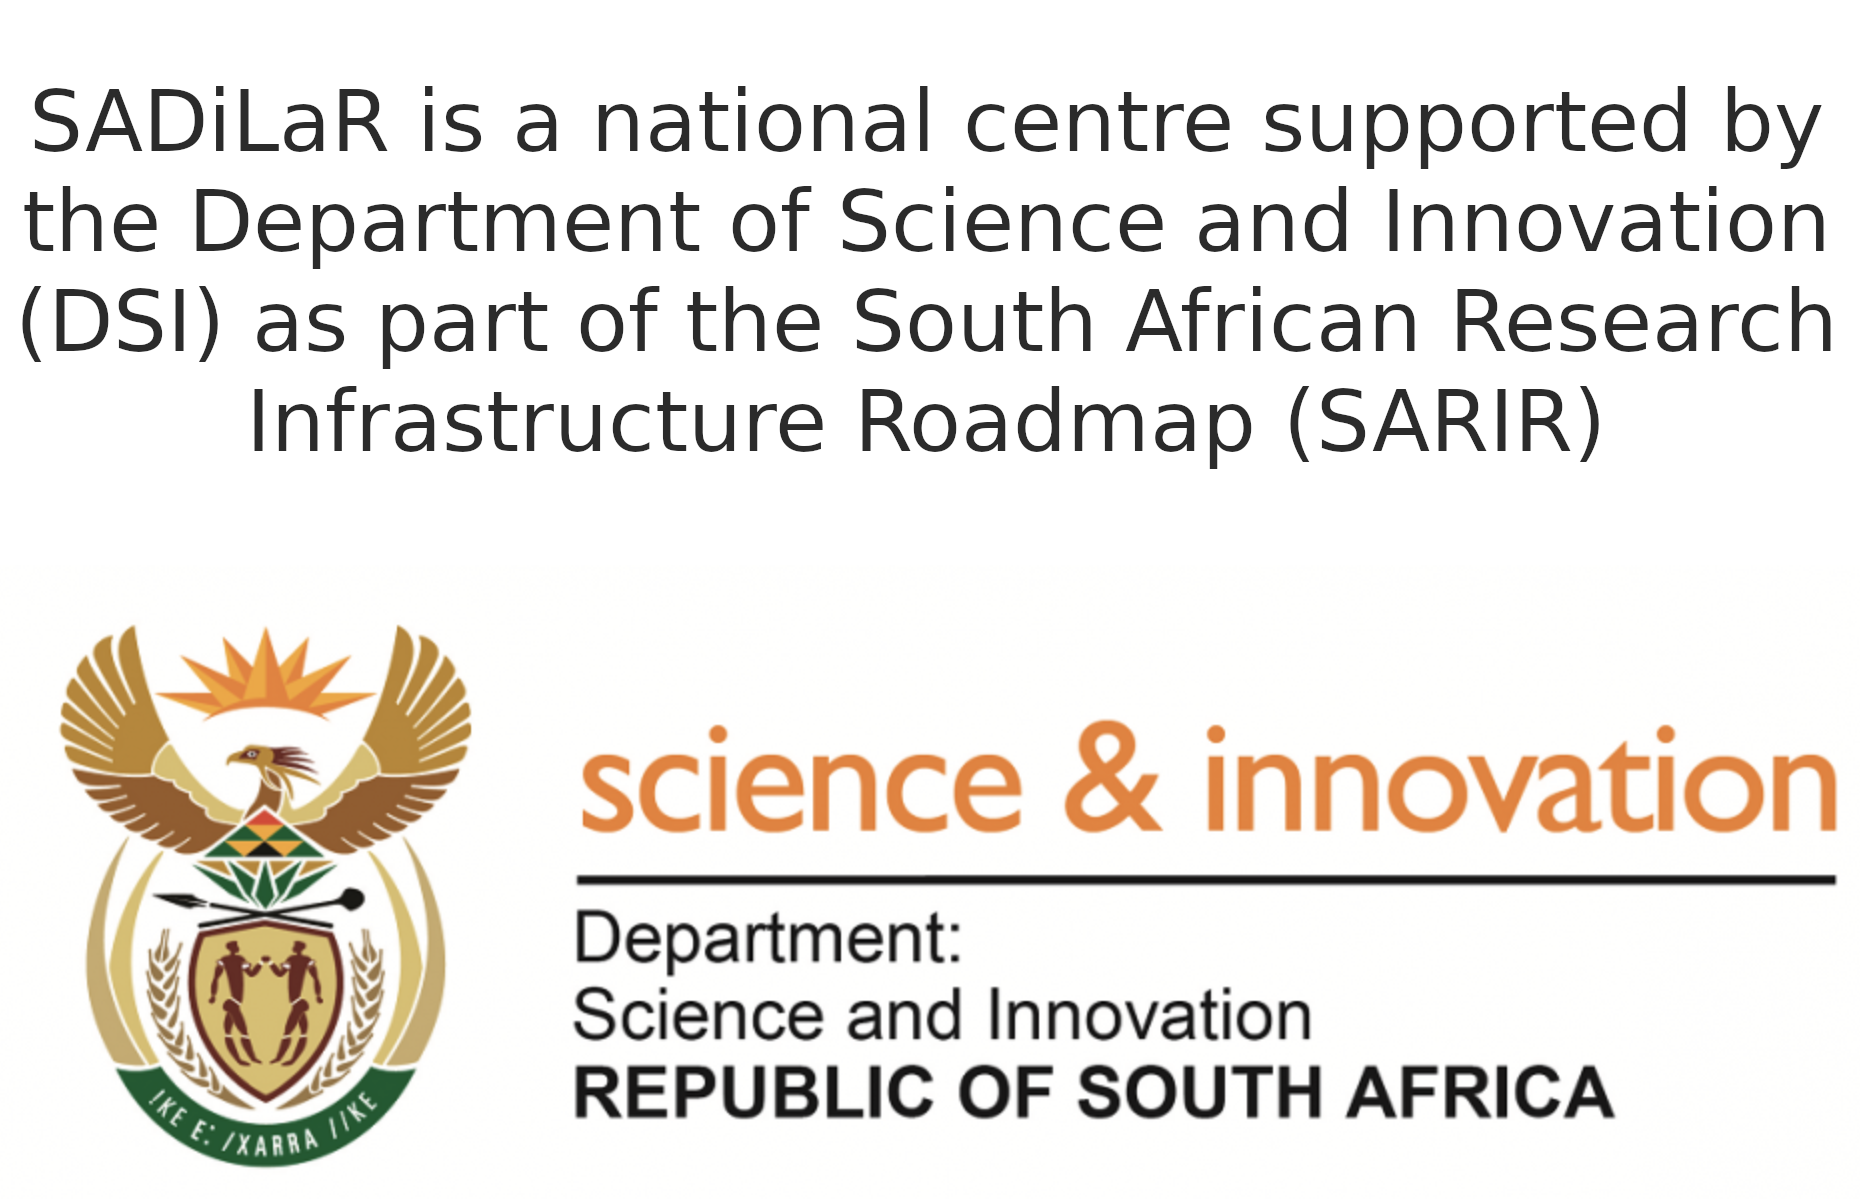 SADiLaR is a national centre supported by
the Department of Science and Innovation
(DSI) as part of the South African Research
Infrastructure Roadmap (SARIR)
science & innovation
Department:
Science and Innovation
REPUBLIC OF SOUTH AFRICA
!KE E: /XARRA //KE